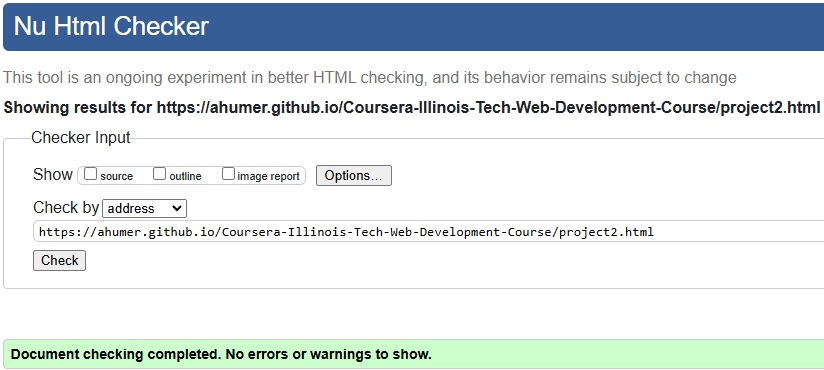 Nu Html Checker
This tool is an ongoing experiment in better HTML checking, and its behavior remains subject to change
Showing results for https://ahumer.github.io/Coursera-Illinois-Tech-Web-Development-Course/project2.html
Checker Input
Show source outline image report Options...
Check by address
https://ahumer.github.io/Coursera-Illinois-Tech-Web-Development-Course/project2.html
Check
Document checking completed. No errors or warnings to show.